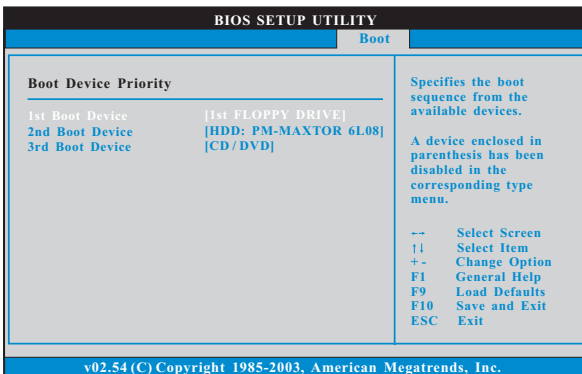 BIOS SETUP UTILITY
Boot
Boot Device Priority
1st Boot Device [1st FLOPPY DRIVE]
2nd Boot Device [HDD: PM-MAXTOR 6L08]
3rd Boot Device [CD/DVD]
Specifies the boot
sequence from the
available devices.
A device enclosed in
parenthesis has been
disabled in the
corresponding type
menu.
←→ Select Screen
↑↓ Select Item
+- Change Option
F1 General Help
F9 Load Defaults
F10 Save and Exit
ESC Exit
v02.54 (C) Copyright 1985-2003, American Megatrends, Inc.